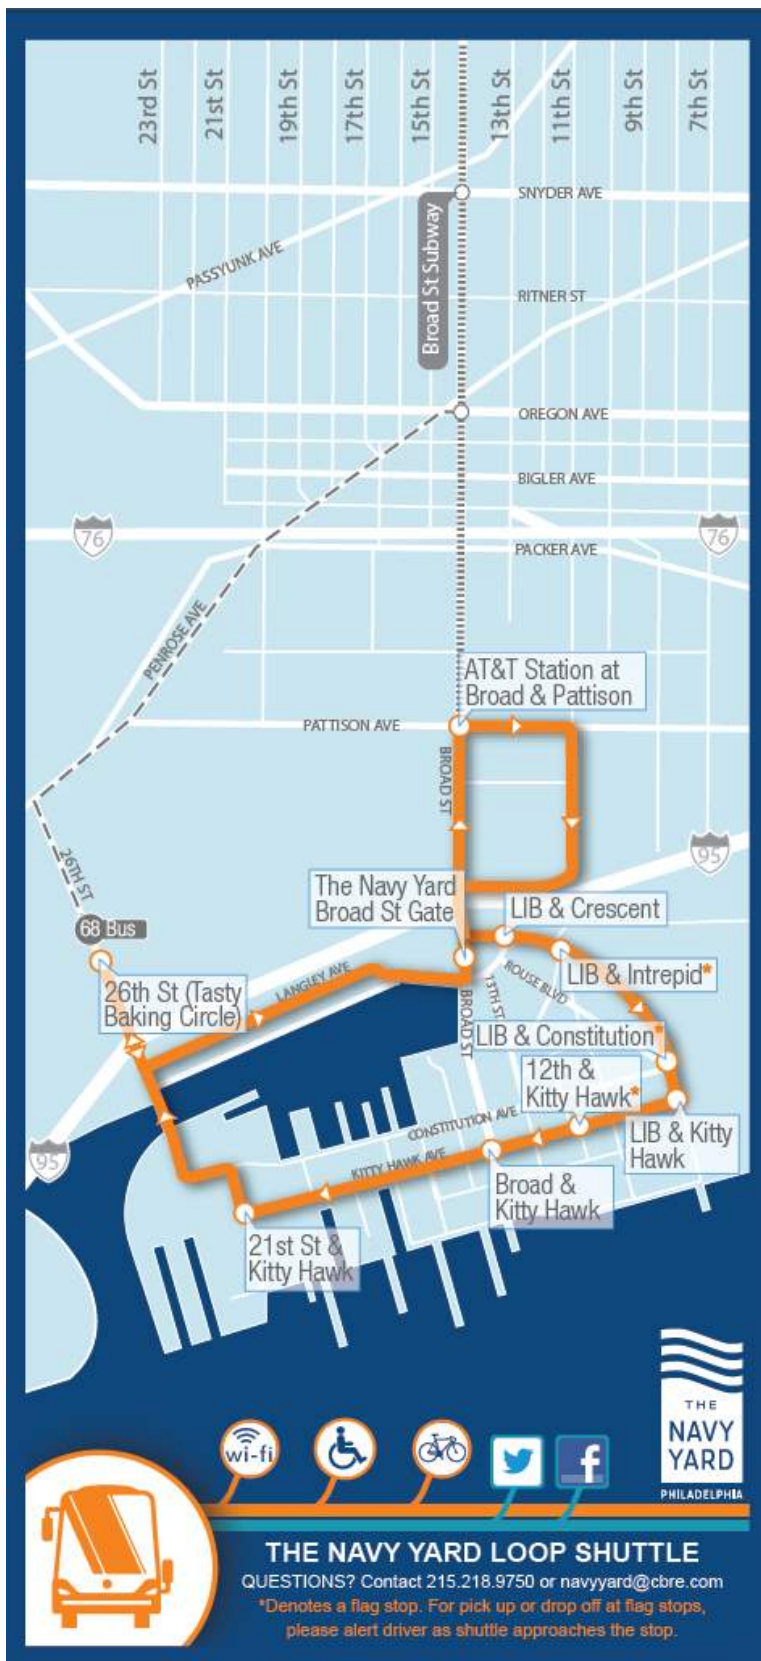 23rd St
21st St
19th St
17th St
15th St
13th St
11th St
9th St
7th St
SNYDER AVE
PASSYUNK AVE
Broad St Subway
RITNER ST
OREGON AVE
BIGLER AVE
76
76
PACKER AVE
PENROSE AVE
AT&T Station at
Broad & Pattison
PATTISON AVE
BROAD ST
26TH ST
95
The Navy Yard
Broad St Gate
LIB & Crescent
68 Bus
LIB & Intrepid*
26th St (Tasty
Baking Circle)
LANGLEY AVE
ROUSE BLVD
13TH ST
BROAD ST
LIB & Constitution*
12th &
Kitty Hawk*
CONSTITUTION AVE
LIB & Kitty
Hawk
95
KITTY HAWK AVE
Broad &
Kitty Hawk
21st St &
Kitty Hawk
THE
NAVY
YARD
PHILADELPHIA
wi-fi
f
THE NAVY YARD LOOP SHUTTLE
QUESTIONS? Contact 215.218.9750 or navyyard@cbre.com
*Denotes a flag stop. For pick up or drop off at flag stops,
please alert driver as shuttle approaches the stop.